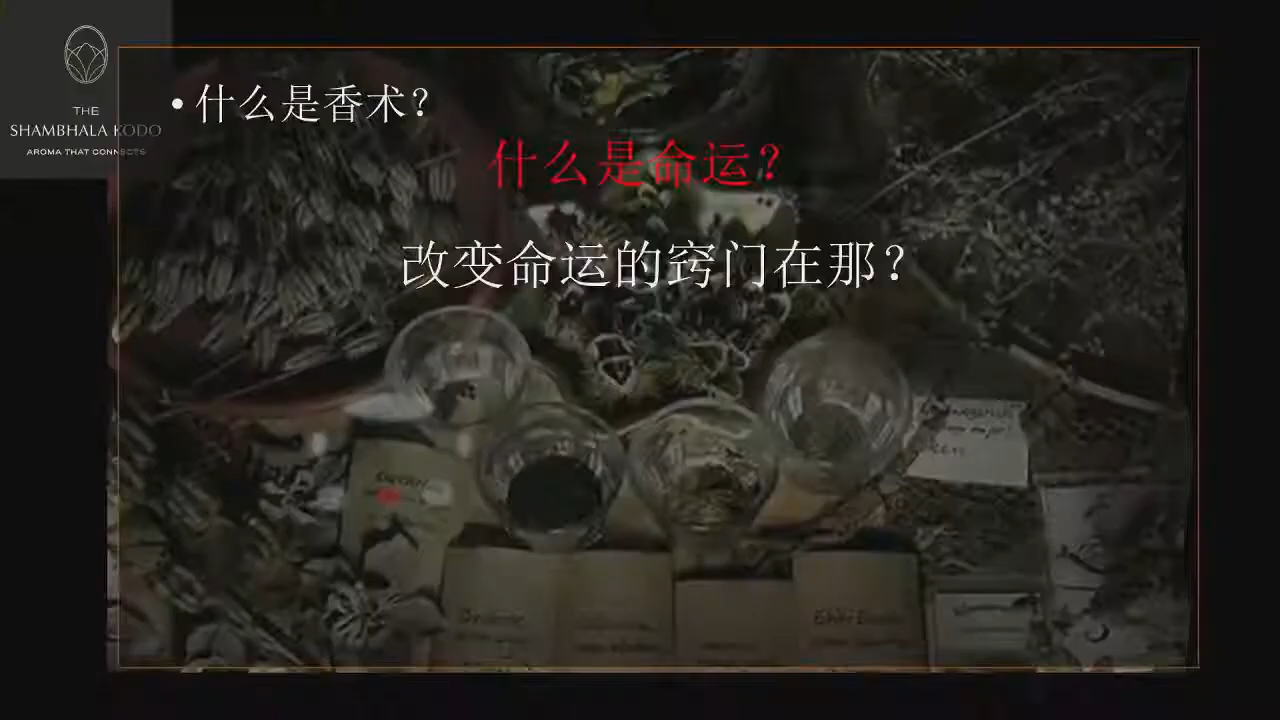 THE
SHAMBHALA KODO
AROMA THAT CONNECTS
•什么是香术？
什么是命运？
改变命运的窍门在那？